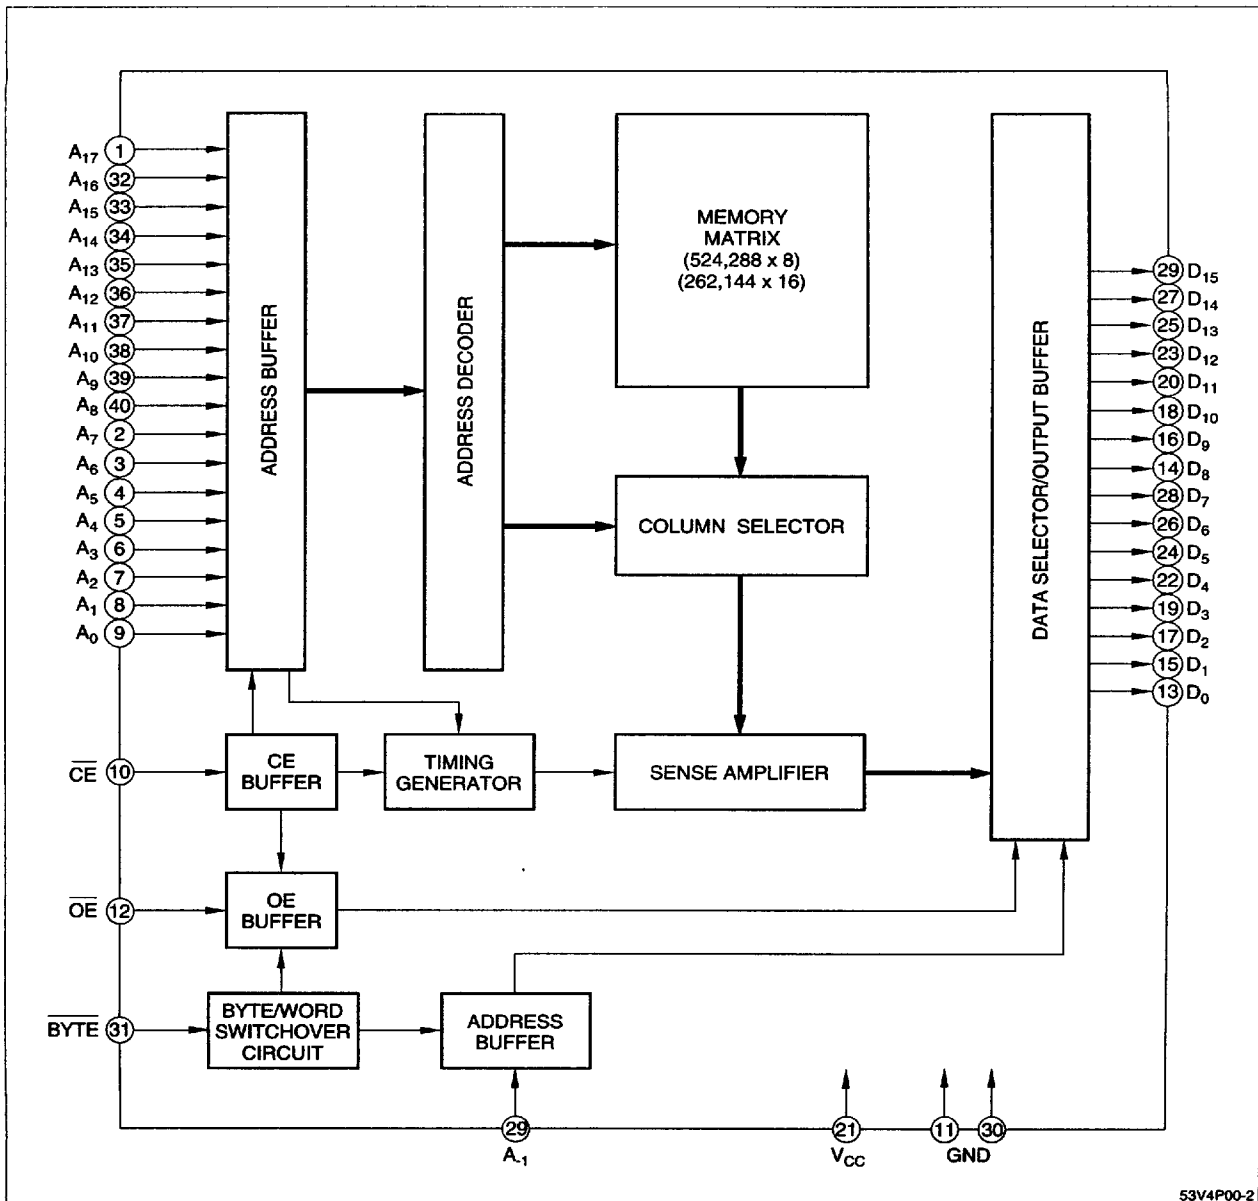 A17 1
A16 32
A15 33
A14 34
A13 35
A12 36
A11 37
A10 38
A9 39
A8 40
A7 2
A6 3
A5 4
A4 5
A3 6
A2 7
A1 8
A0 9
CE 10
OE 12
BYTE 31
ADDRESS BUFFER
ADDRESS DECODER
MEMORY
MATRIX
(524,288 x 8)
(262,144 x 16)
COLUMN SELECTOR
SENSE AMPLIFIER
CE
BUFFER
TIMING
GENERATOR
OE
BUFFER
BYTE/WORD
SWITCHOVER
CIRCUIT
ADDRESS
BUFFER
DATA SELECTOR/OUTPUT BUFFER
29 D15
27 D14
25 D13
23 D12
20 D11
18 D10
16 D9
14 D8
28 D7
26 D6
24 D5
22 D4
19 D3
17 D2
15 D1
13 D0
29
A-1
21
VCC
11 30
GND
53V4P00-2